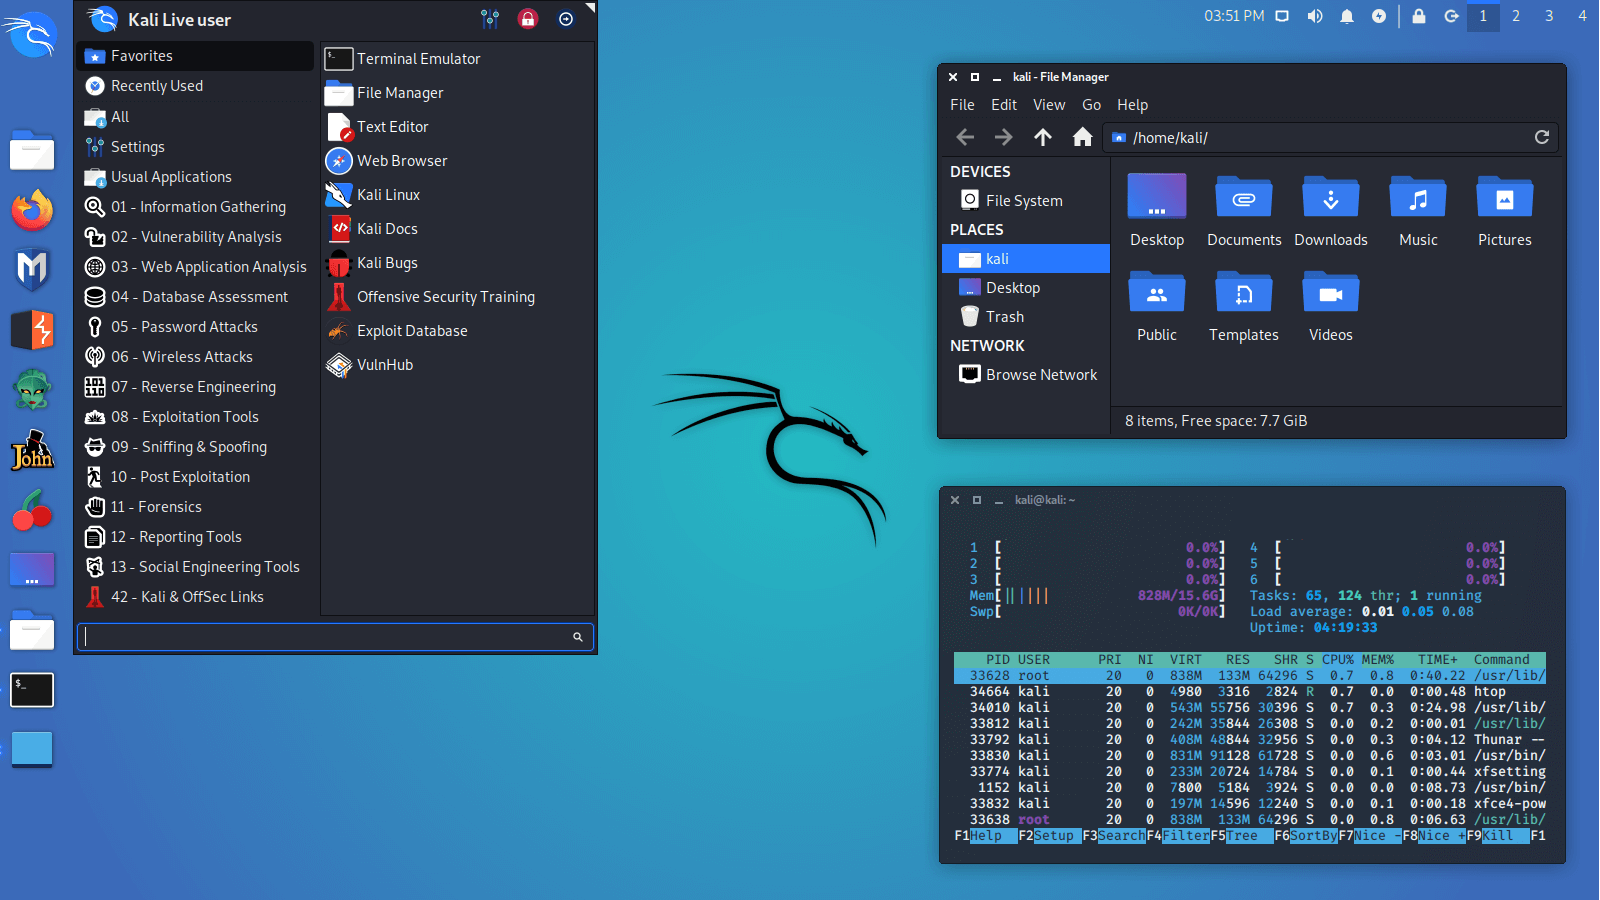 Kali Live user
Favorites
Recently Used
All
Settings
Usual Applications
01 - Information Gathering
02 - Vulnerability Analysis
03 - Web Application Analysis
04 - Database Assessment
05 - Password Attacks
06 - Wireless Attacks
07 - Reverse Engineering
08 - Exploitation Tools
09 - Sniffing & Spoofing
10 - Post Exploitation
11 - Forensics
12 - Reporting Tools
13 - Social Engineering Tools
42 - Kali & OffSec Links
Terminal Emulator
File Manager
Text Editor
Web Browser
Kali Linux
Kali Docs
Kali Bugs
Offensive Security Training
Exploit Database
VulnHub
John
03:51 PM 1 2 3 4
kali - File Manager
File Edit View Go Help
/home/kali/
DEVICES
File System
PLACES
kali
Desktop
Trash
NETWORK
Browse Network
Desktop Documents Downloads Music Pictures
Public Templates Videos
8 items, Free space: 7.7 GiB
kali@kali: ~
1 [ 0.0%] 4 [ 0.0%]
2 [ 0.0%] 5 [ 0.0%]
3 [ 0.0%] 6 [ 0.0%]
Mem[|||||| 828M/15.6G] Tasks: 65, 124 thr; 1 running
Swp[ 0K/0K] Load average: 0.01 0.05 0.08
Uptime: 04:19:33
PID USER PRI NI VIRT RES SHR S CPU% MEM% TIME+ Command
33628 root 20 0 838M 133M 64296 S 0.7 0.8 0:40.22 /usr/lib/
34664 kali 20 0 4980 3316 2824 R 0.7 0.0 0:00.48 htop
34010 kali 20 0 543M 55756 30396 S 0.7 0.3 0:24.98 /usr/lib/
33812 kali 20 0 242M 35844 26308 S 0.0 0.2 0:00.01 /usr/lib/
33792 kali 20 0 408M 48844 32956 S 0.0 0.3 0:04.12 Thunar --
33830 kali 20 0 831M 91128 61728 S 0.0 0.6 0:03.01 /usr/bin/
33774 kali 20 0 233M 20724 14784 S 0.0 0.1 0:00.44 xfsetting
1152 kali 20 0 7800 5184 3924 S 0.0 0.0 0:08.73 /usr/bin/
33832 kali 20 0 197M 14596 12240 S 0.0 0.1 0:00.18 xfce4-pow
33638 root 20 0 838M 133M 64296 S 0.0 0.8 0:06.63 /usr/lib/
F1Help F2Setup F3SearchF4FilterF5Tree F6SortByF7Nice -F8Nice +F9Kill F1